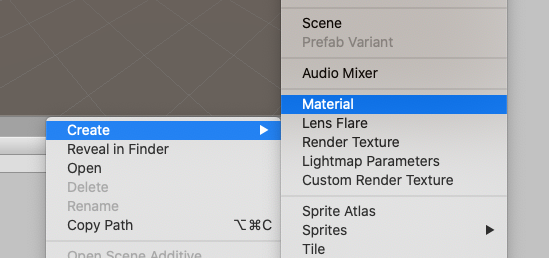 Create
Reveal in Finder
Open
Delete
Rename
Copy Path ⌥⌘C
Open Scene Additive
Scene
Prefab Variant
Audio Mixer
Material
Lens Flare
Render Texture
Lightmap Parameters
Custom Render Texture
Sprite Atlas
Sprites
Tile